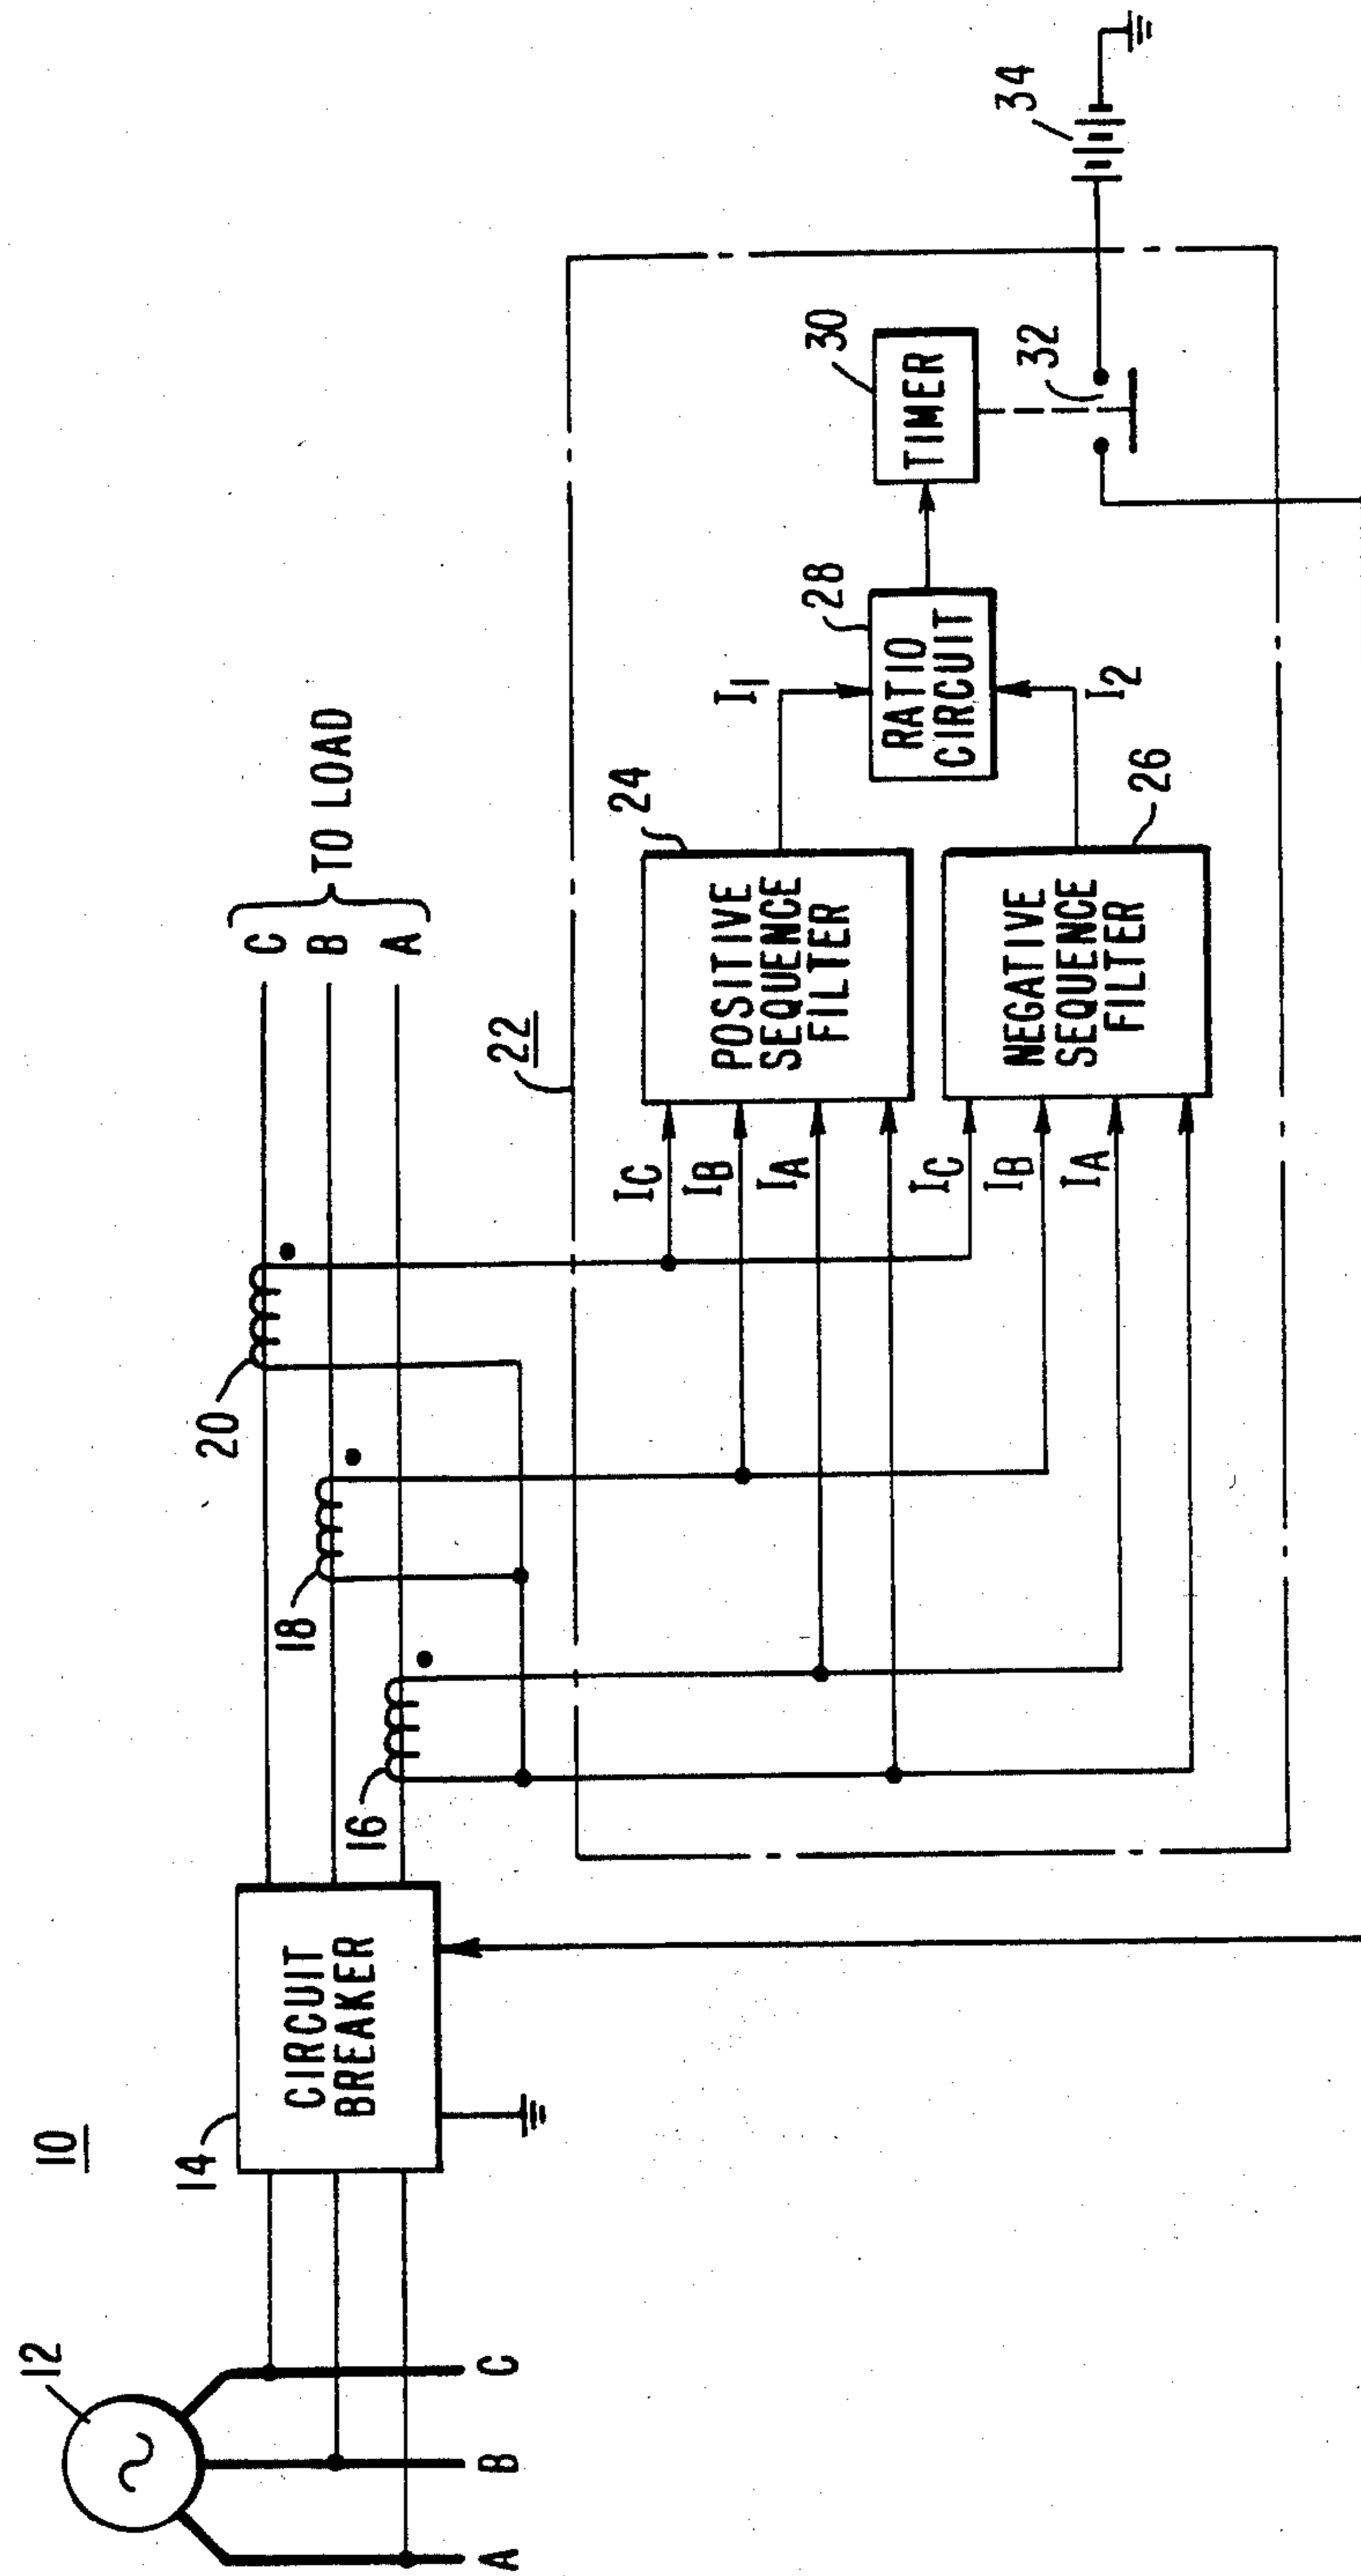 10
12
A
B
C
14
CIRCUIT
BREAKER
16
18
20
C
B
A
TO LOAD
22
IC
IB
IA
POSITIVE
SEQUENCE
FILTER
24
IC
IB
IA
NEGATIVE
SEQUENCE
FILTER
26
I1
I2
RATIO
CIRCUIT
28
TIMER
30
32
34